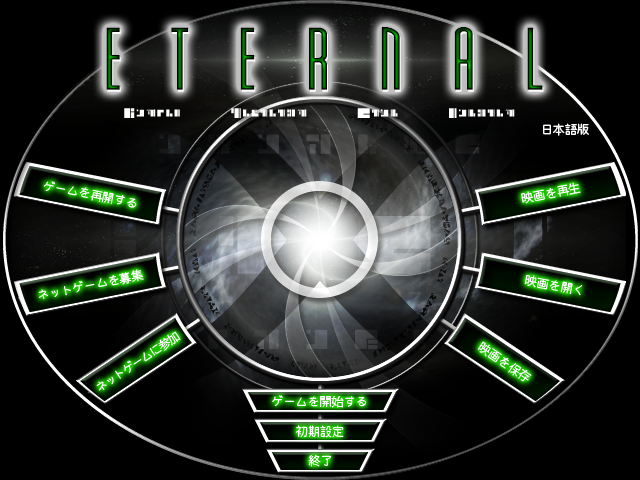 ETERNAL
日本語版
ゲームを再開する
映画を再生
ネットゲームを募集
映画を開く
ネットゲームに参加
映画を保存
ゲームを開始する
初期設定
終了